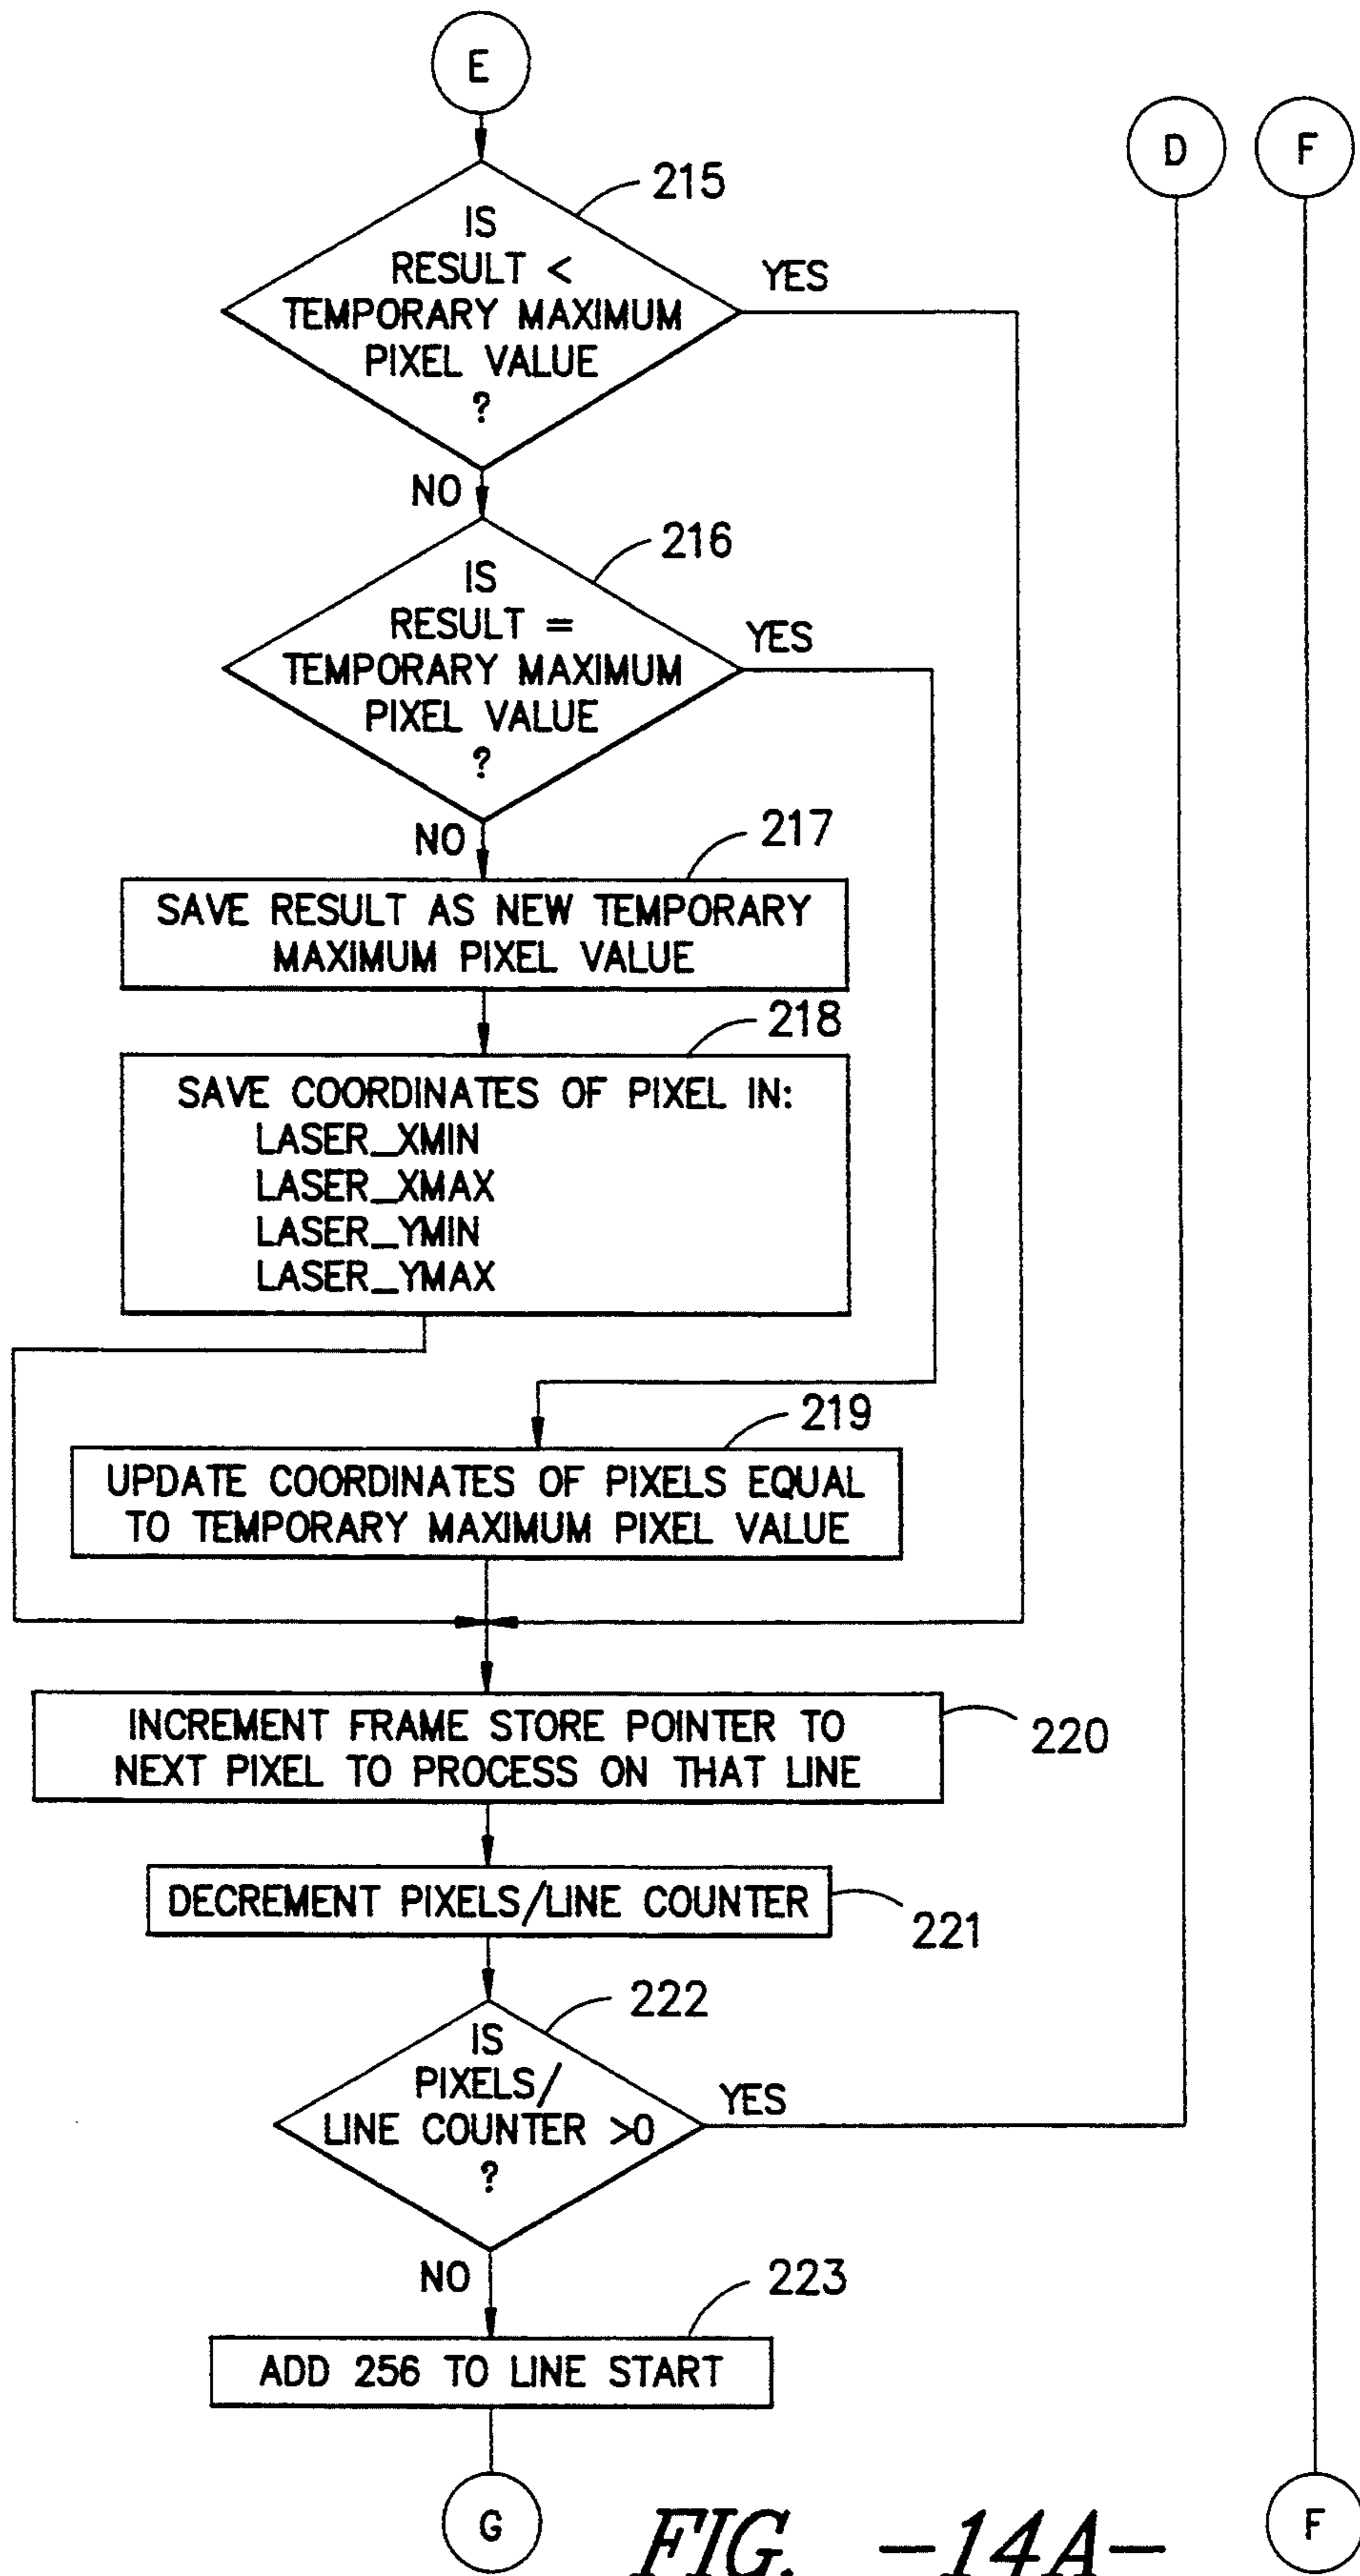 E
D
F
215
IS
RESULT <
TEMPORARY MAXIMUM
PIXEL VALUE
?
YES
NO
216
IS
RESULT =
TEMPORARY MAXIMUM
PIXEL VALUE
?
YES
NO
217
SAVE RESULT AS NEW TEMPORARY
MAXIMUM PIXEL VALUE
218
SAVE COORDINATES OF PIXEL IN:
LASER_XMIN
LASER_XMAX
LASER_YMIN
LASER_YMAX
219
UPDATE COORDINATES OF PIXELS EQUAL
TO TEMPORARY MAXIMUM PIXEL VALUE
INCREMENT FRAME STORE POINTER TO
NEXT PIXEL TO PROCESS ON THAT LINE
220
DECREMENT PIXELS/LINE COUNTER
221
222
IS
PIXELS/
LINE COUNTER >0
?
YES
NO
223
ADD 256 TO LINE START
G
FIG. -14A-
F